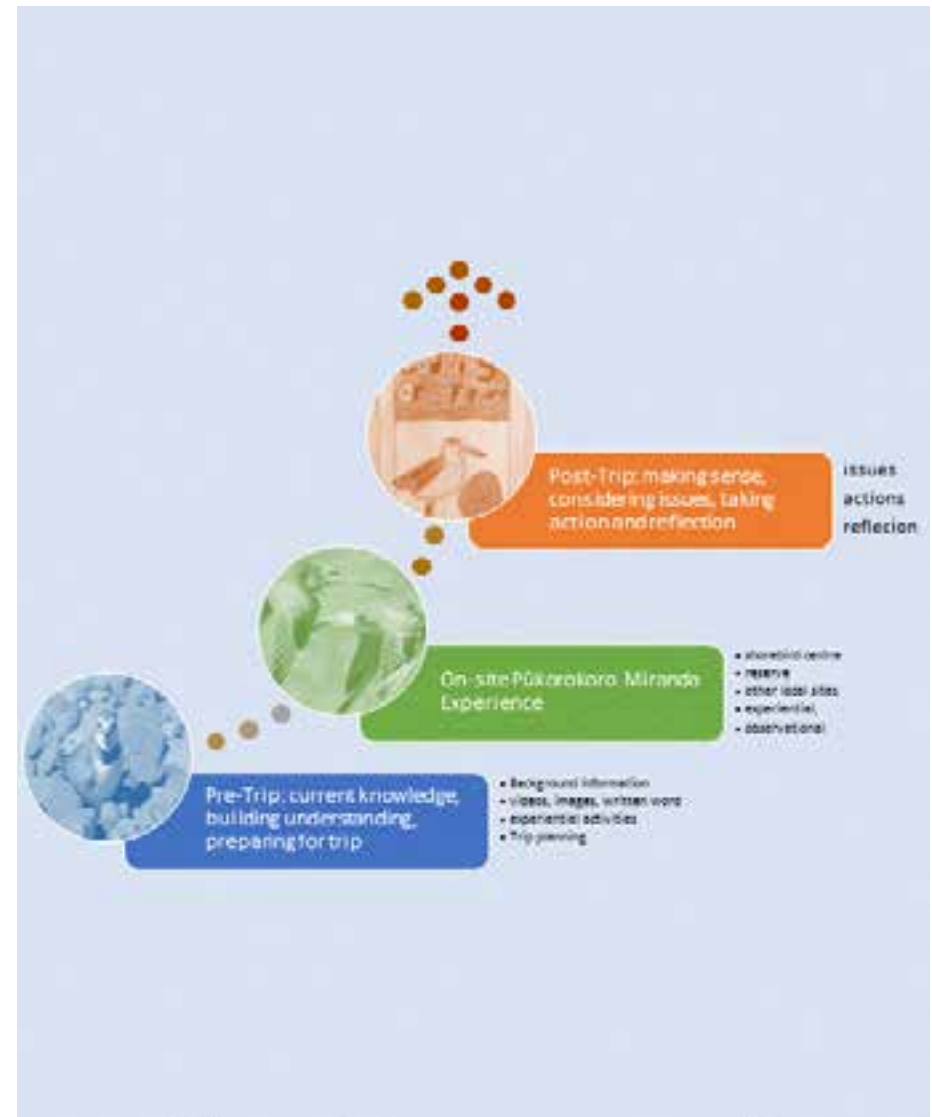 Post-Trip: making sense,
considering issues, taking
action and reflection
issues
actions
reflecion
On-site Pūkorokoro Miranda
Experience
• shorebird centre
• reserve
• other local sites
• experiential,
• observational
Pre-Trip: current knowledge,
building understanding,
preparing for trip
• Background information
• videos, images, written word
• experiential activities
• Trip planning